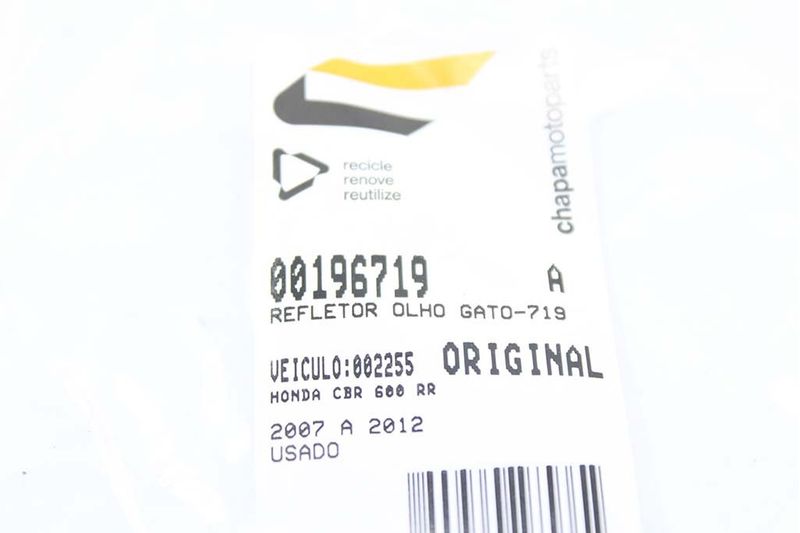 recicle
renove
reutilize
chapamotoparts
00196719 A
REFLETOR OLHO GATO-719
VEICULO:002255 ORIGINAL
HONDA CBR 600 RR
2007 A 2012
USADO